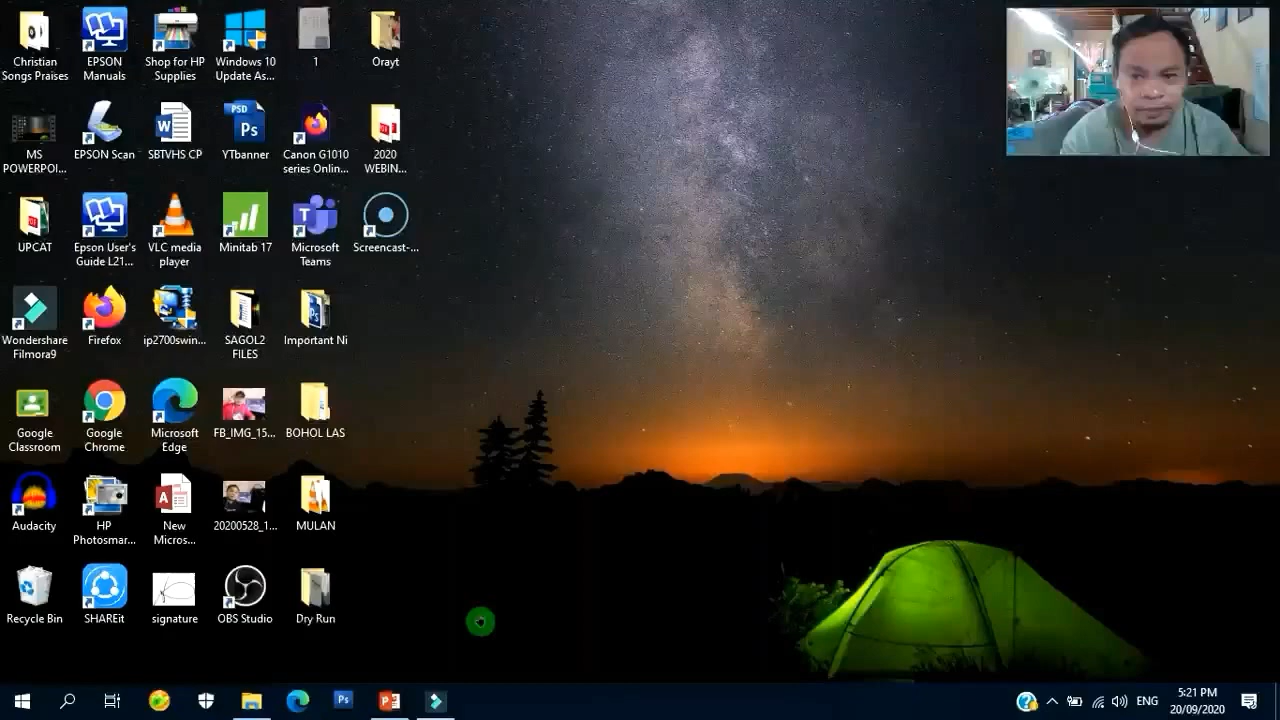 Christian
Songs Praises
EPSON
Manuals
Shop for HP
Supplies
Windows 10
Update As...
1
Orayt
MS
POWERPOI...
EPSON Scan
SBTVHS CP
PSD
Ps
YTbanner
Canon G1010
series Onlin...
2020
WEBIN...
UPCAT
Epson User's
Guide L21...
VLC media
player
Minitab 17
Microsoft
Teams
Screencast-...
Wondershare
Filmora9
Firefox
ip2700swin...
SAGOL2
FILES
Important Ni
Google
Classroom
Google
Chrome
Microsoft
Edge
FB_IMG_15...
BOHOL LAS
Audacity
HP
Photosmar...
New
Micros...
20200528_1...
MULAN
Recycle Bin
SHAREit
signature
OBS Studio
Dry Run
Ps
ENG
5:21 PM
20/09/2020